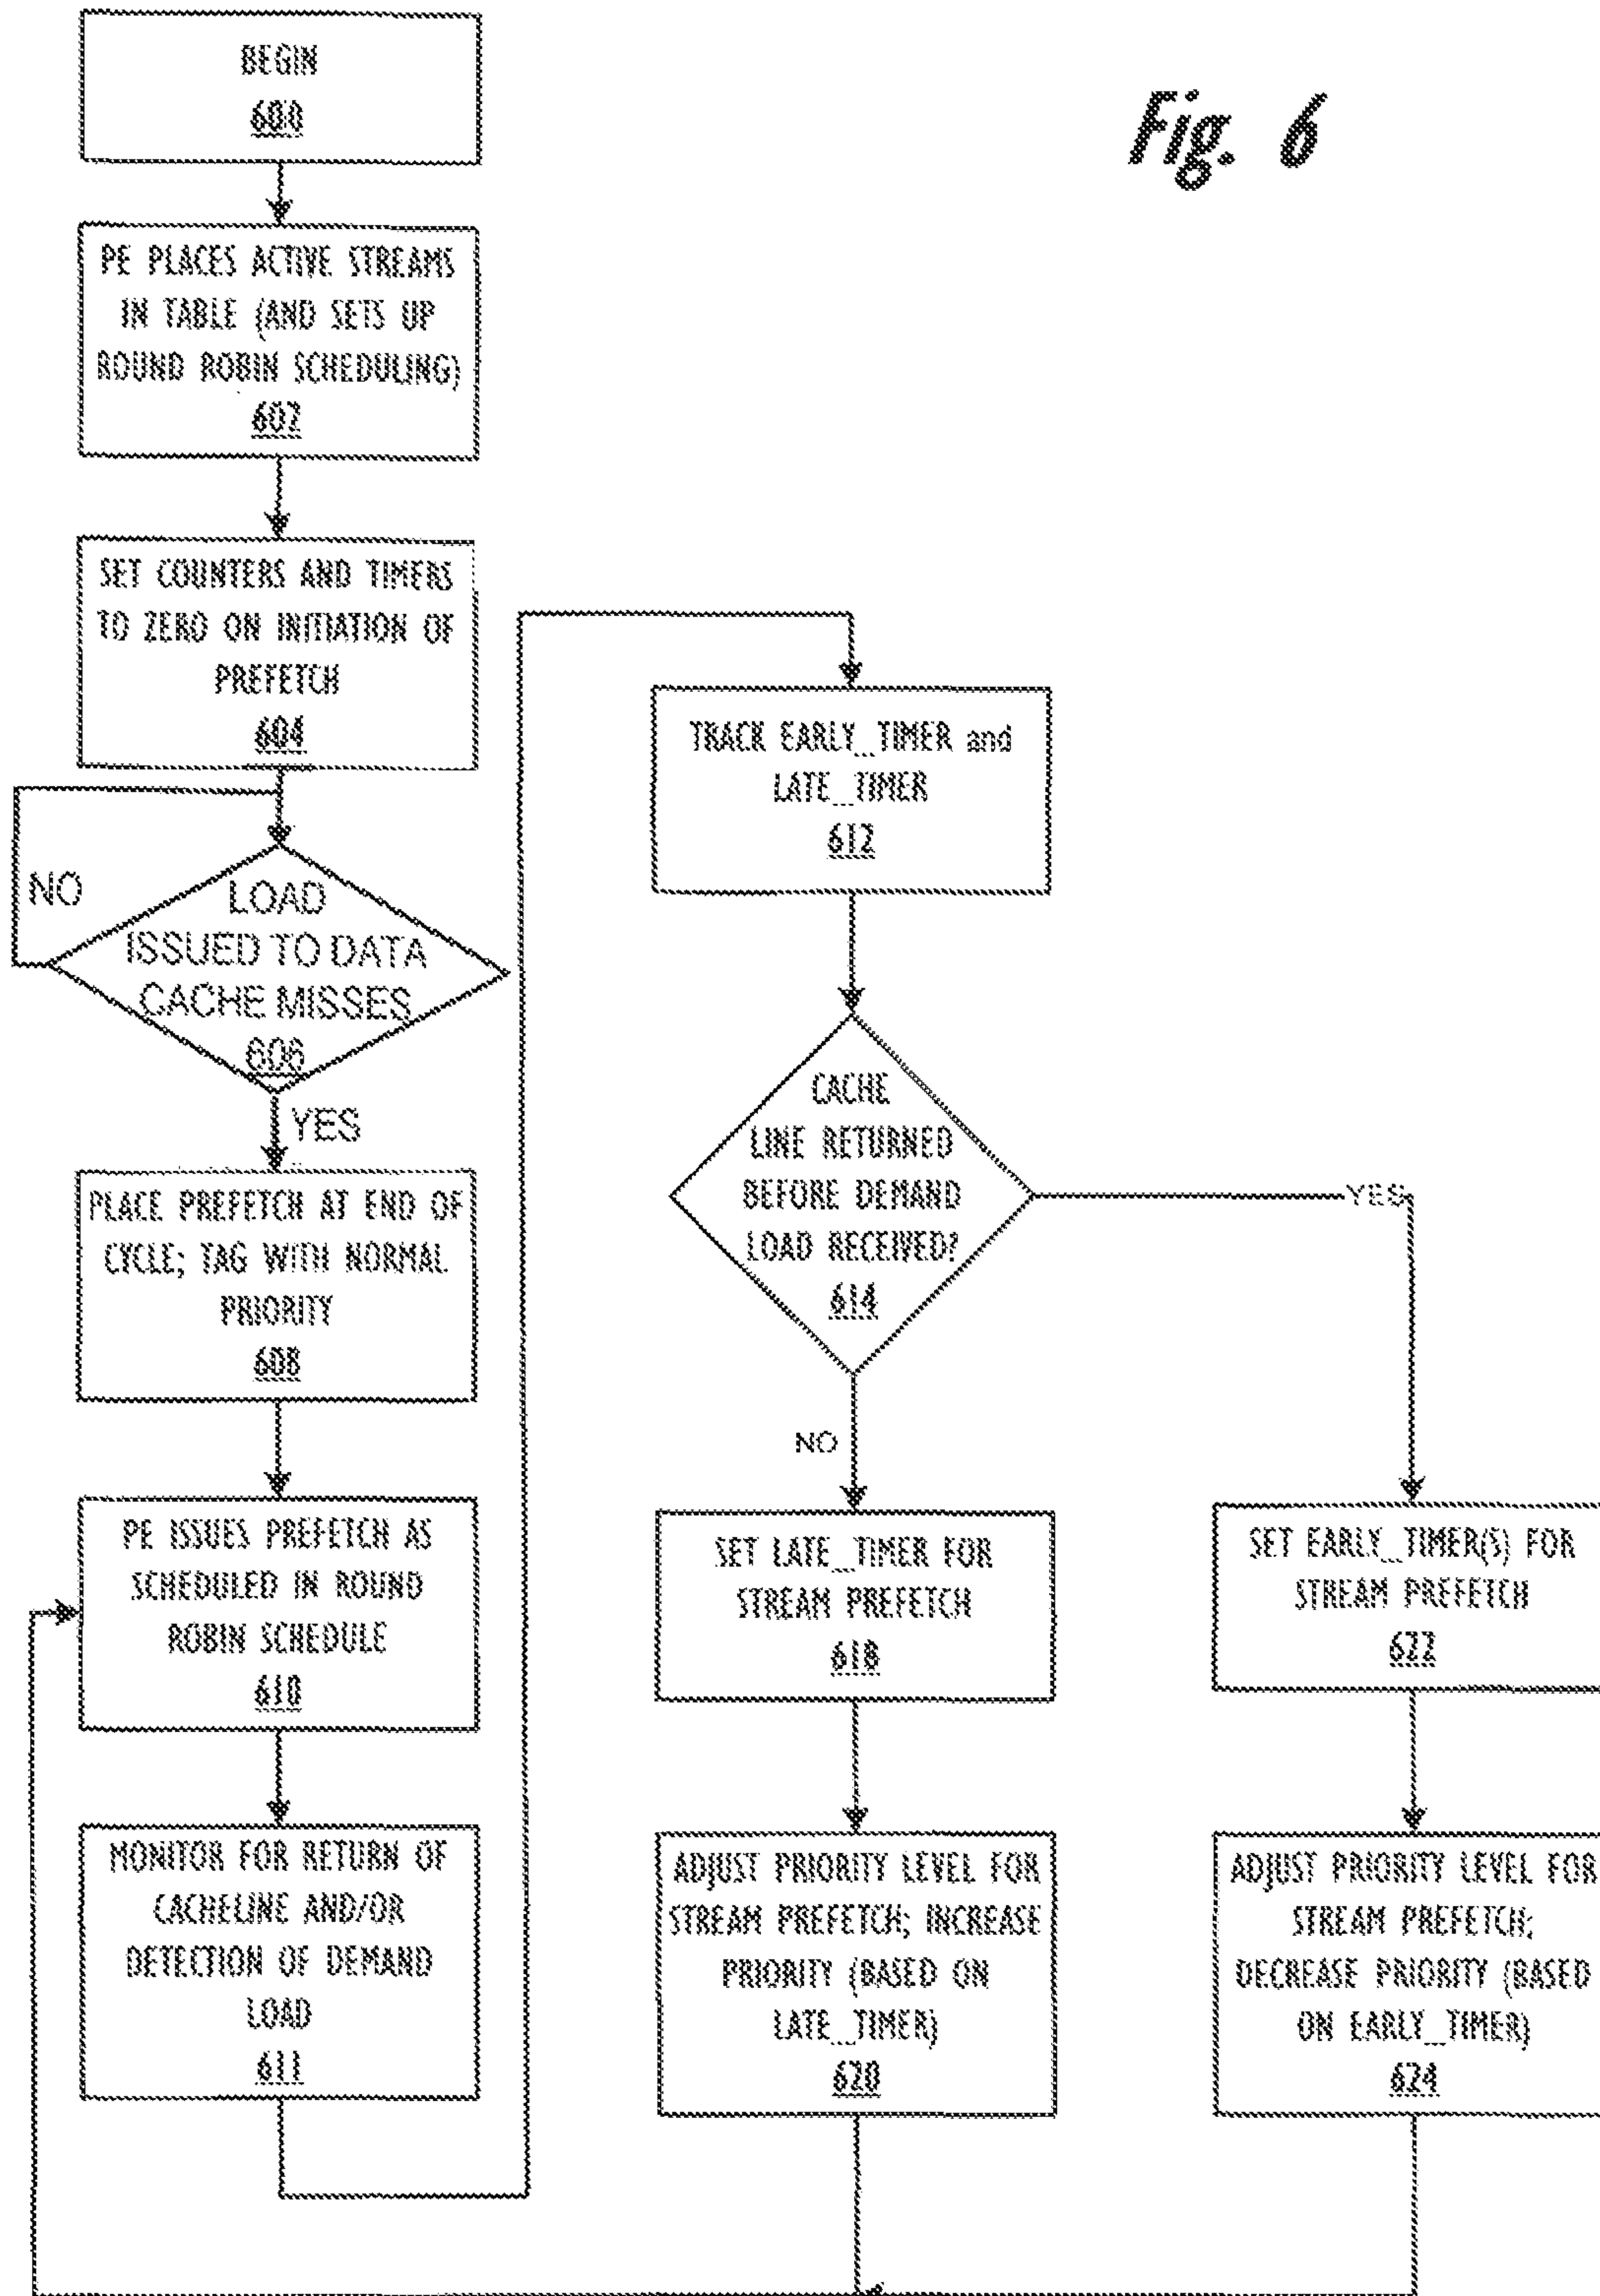 Fig. 6
BEGIN
600
PE PLACES ACTIVE STREAMS
IN TABLE (AND SETS UP
ROUND ROBIN SCHEDULING)
602
SET COUNTERS AND TIMERS
TO ZERO ON INITIATION OF
PREFETCH
604
NO
LOAD
ISSUED TO DATA
CACHE MISSES
606
YES
PLACE PREFETCH AT END OF
CYCLE; TAG WITH NORMAL
PRIORITY
608
PE ISSUES PREFETCH AS
SCHEDULED IN ROUND
ROBIN SCHEDULE
610
MONITOR FOR RETURN OF
CACHELINE AND/OR
DETECTION OF DEMAND
LOAD
611
TRACK EARLY_TIMER and
LATE_TIMER
612
CACHE
LINE RETURNED
BEFORE DEMAND
LOAD RECEIVED?
614
YES
NO
SET LATE_TIMER FOR
STREAM PREFETCH
618
ADJUST PRIORITY LEVEL FOR
STREAM PREFETCH; INCREASE
PRIORITY (BASED ON
LATE_TIMER)
620
SET EARLY_TIMER(S) FOR
STREAM PREFETCH
622
ADJUST PRIORITY LEVEL FOR
STREAM PREFETCH;
DECREASE PRIORITY (BASED
ON EARLY_TIMER)
624